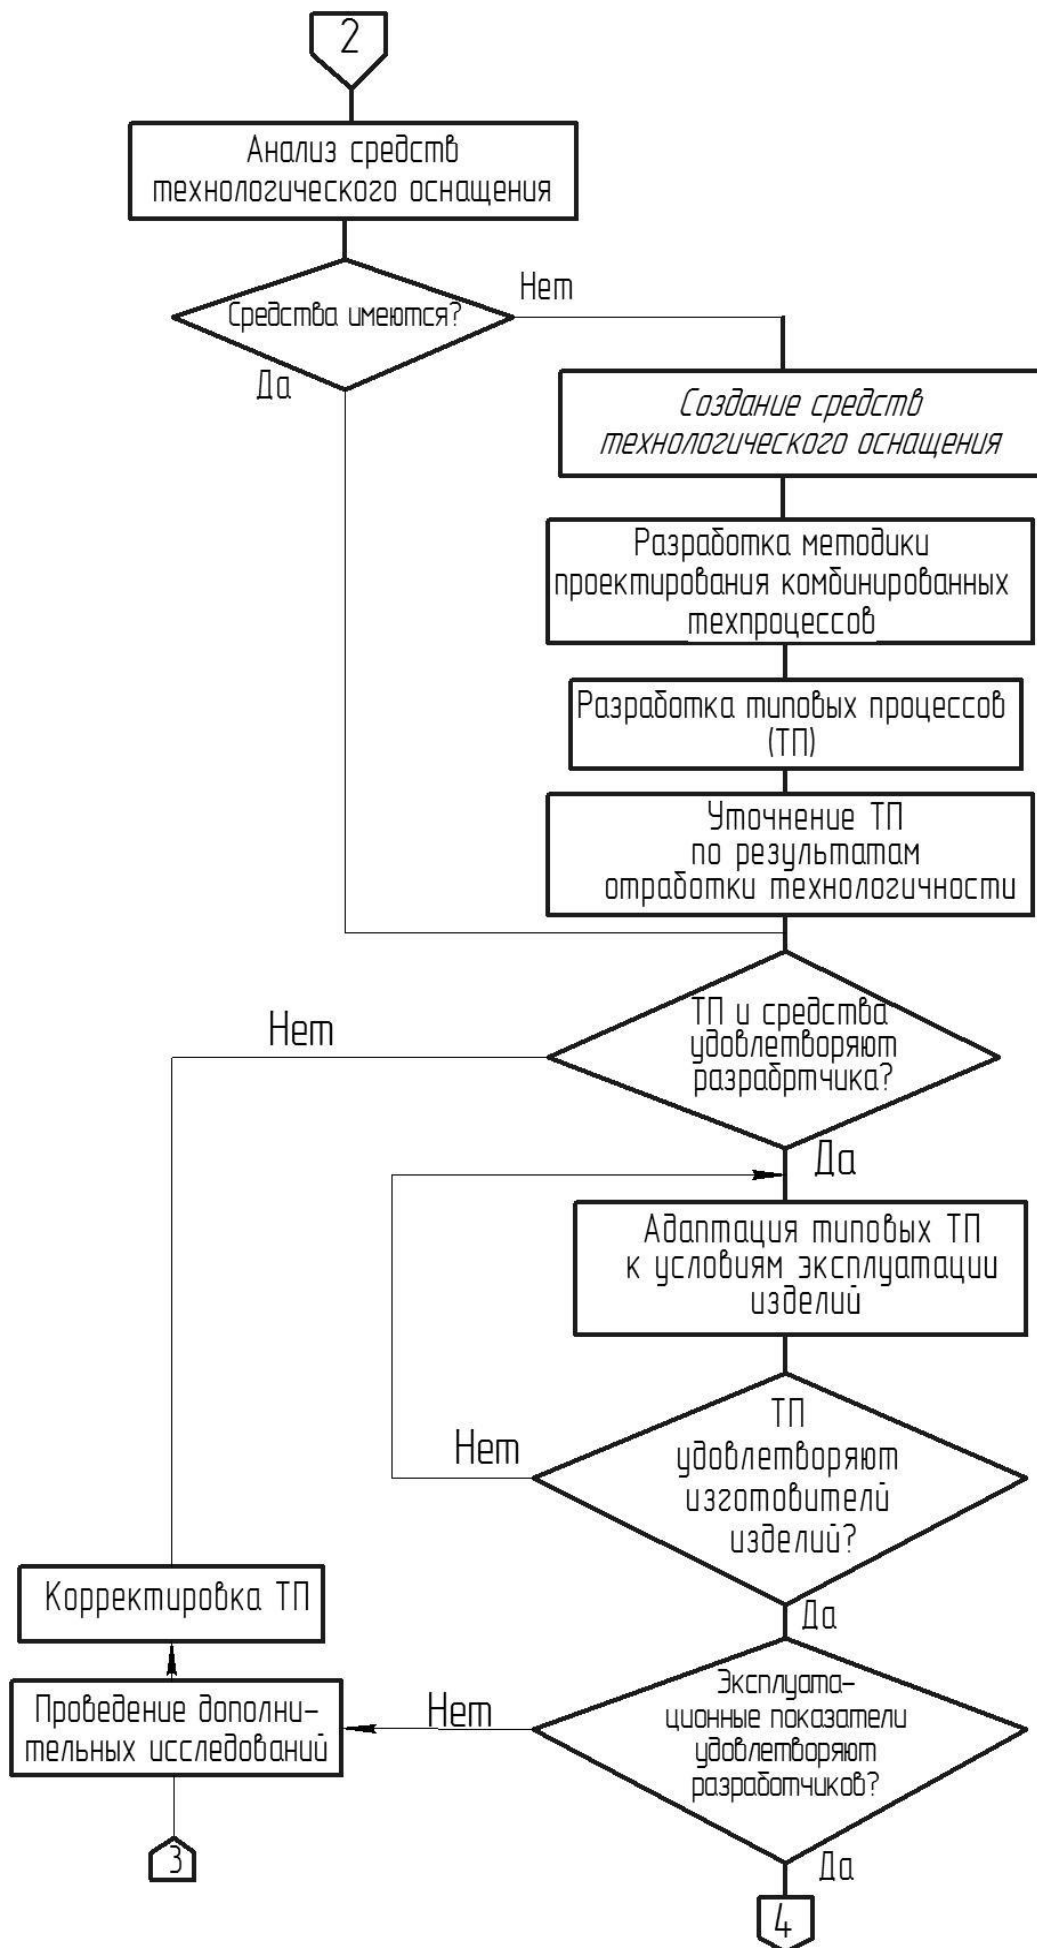 2
Анализ средств
технологического оснащения
Нет
Средства имеются?
Да
Создание средств
технологического оснащения
Разработка методики
проектирования комбинированных
техпроцессов
Разработка типовых процессов
(ТП)
Уточнение ТП
по результатам
отработки технологичности
ТП и средства
удовлетворяют
разрабртчика?
Нет
Да
Адаптация типовых ТП
к условиям эксплуатации
изделий
ТП
удовлетворяют
изготовители
изделий?
Нет
Да
Корректировка ТП
Эксплуата-
ционные показатели
удовлетворяют
разработчиков?
Нет
Проведение дополни-
тельных исследований
3
Да
4